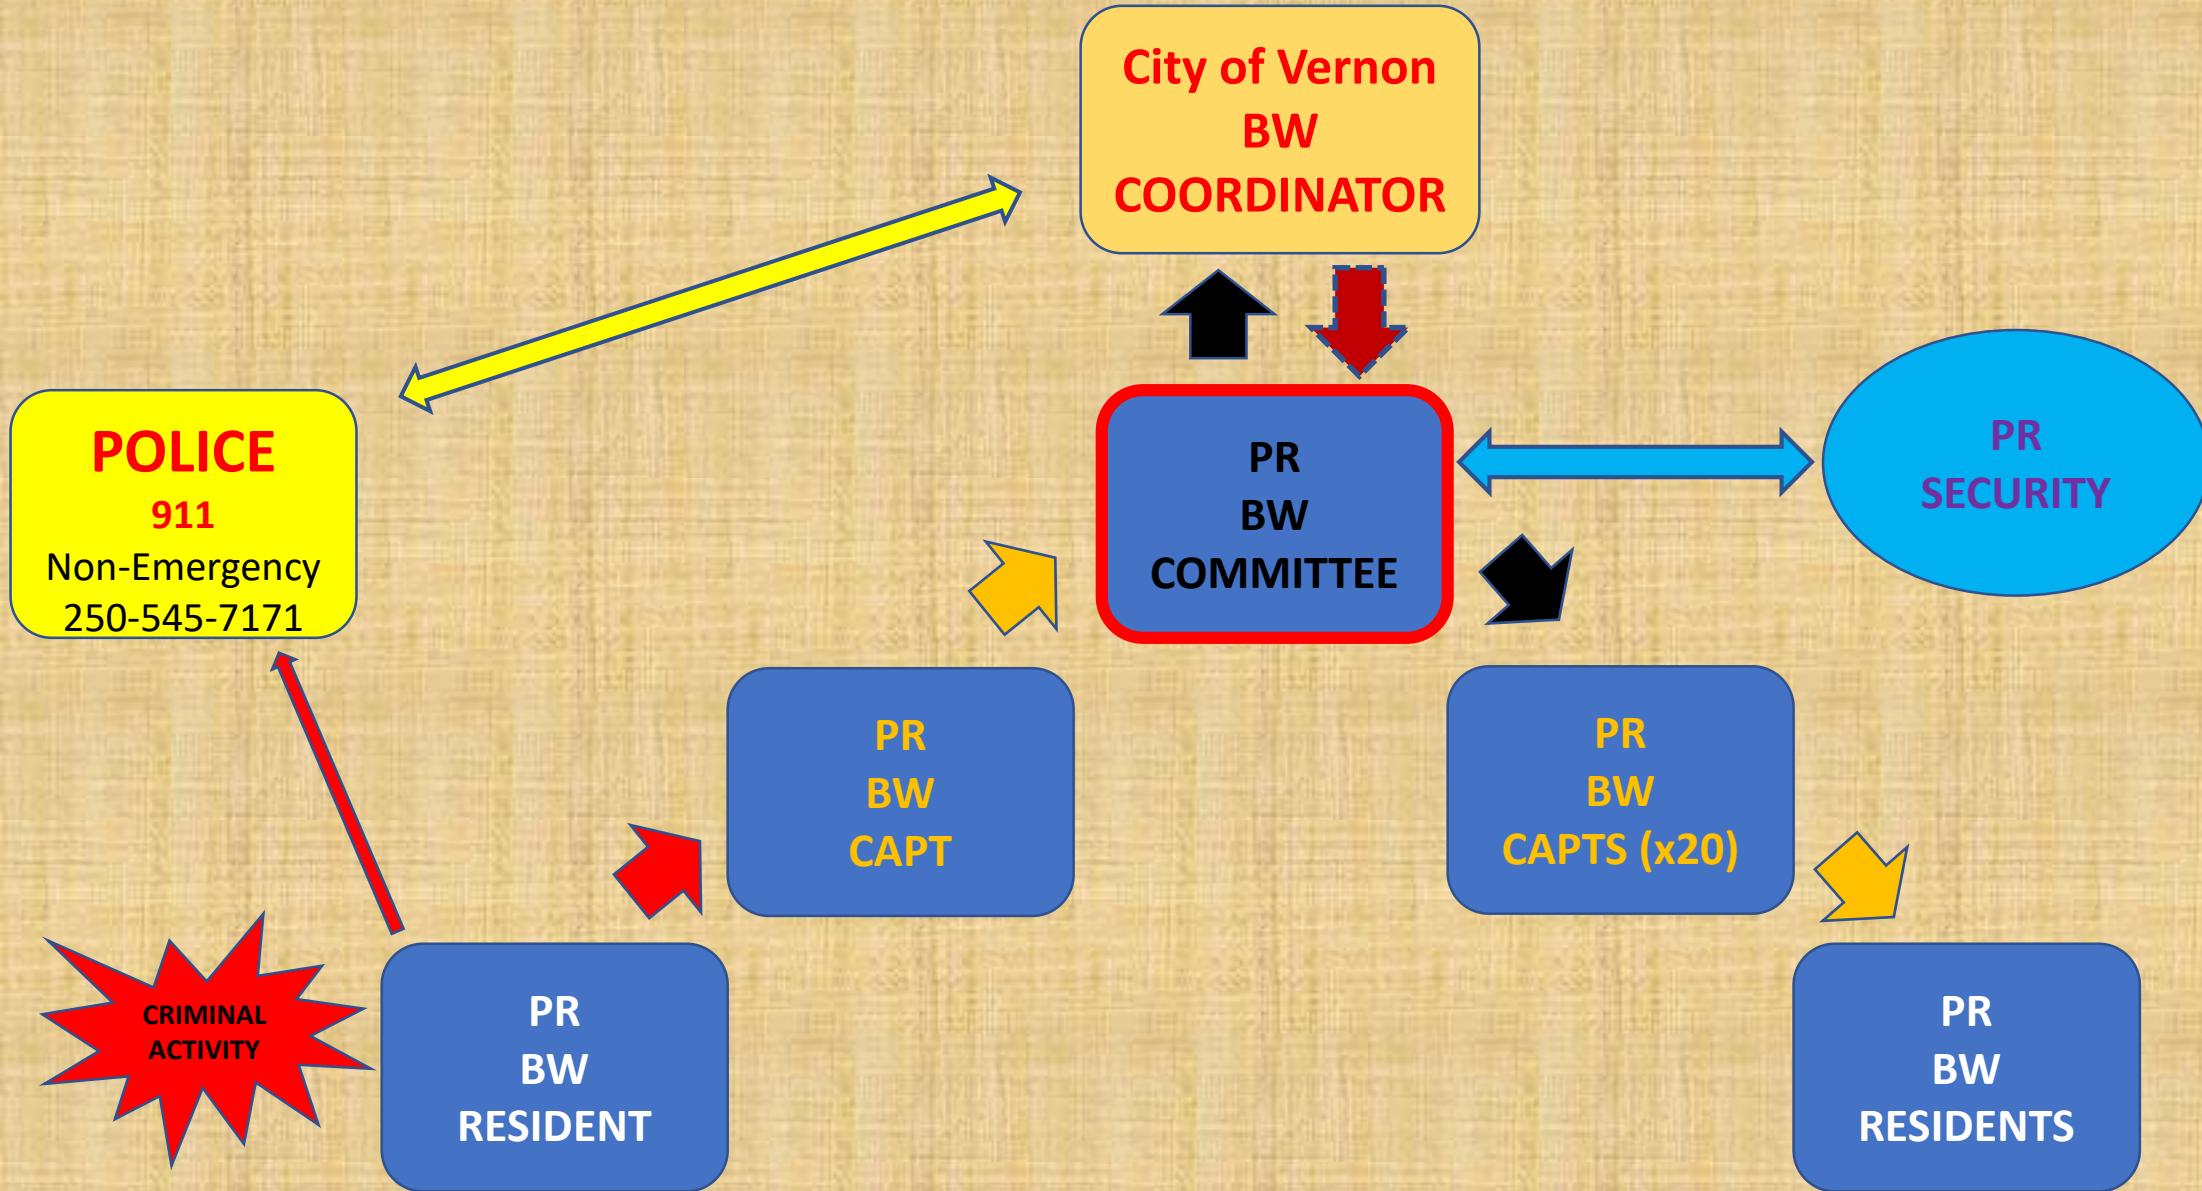 City of Vernon
BW
COORDINATOR
POLICE
911
Non-Emergency
250-545-7171
PR
BW
COMMITTEE
PR
SECURITY
PR
BW
CAPT
PR
BW
CAPTS (x20)
CRIMINAL
ACTIVITY
PR
BW
RESIDENT
PR
BW
RESIDENTS